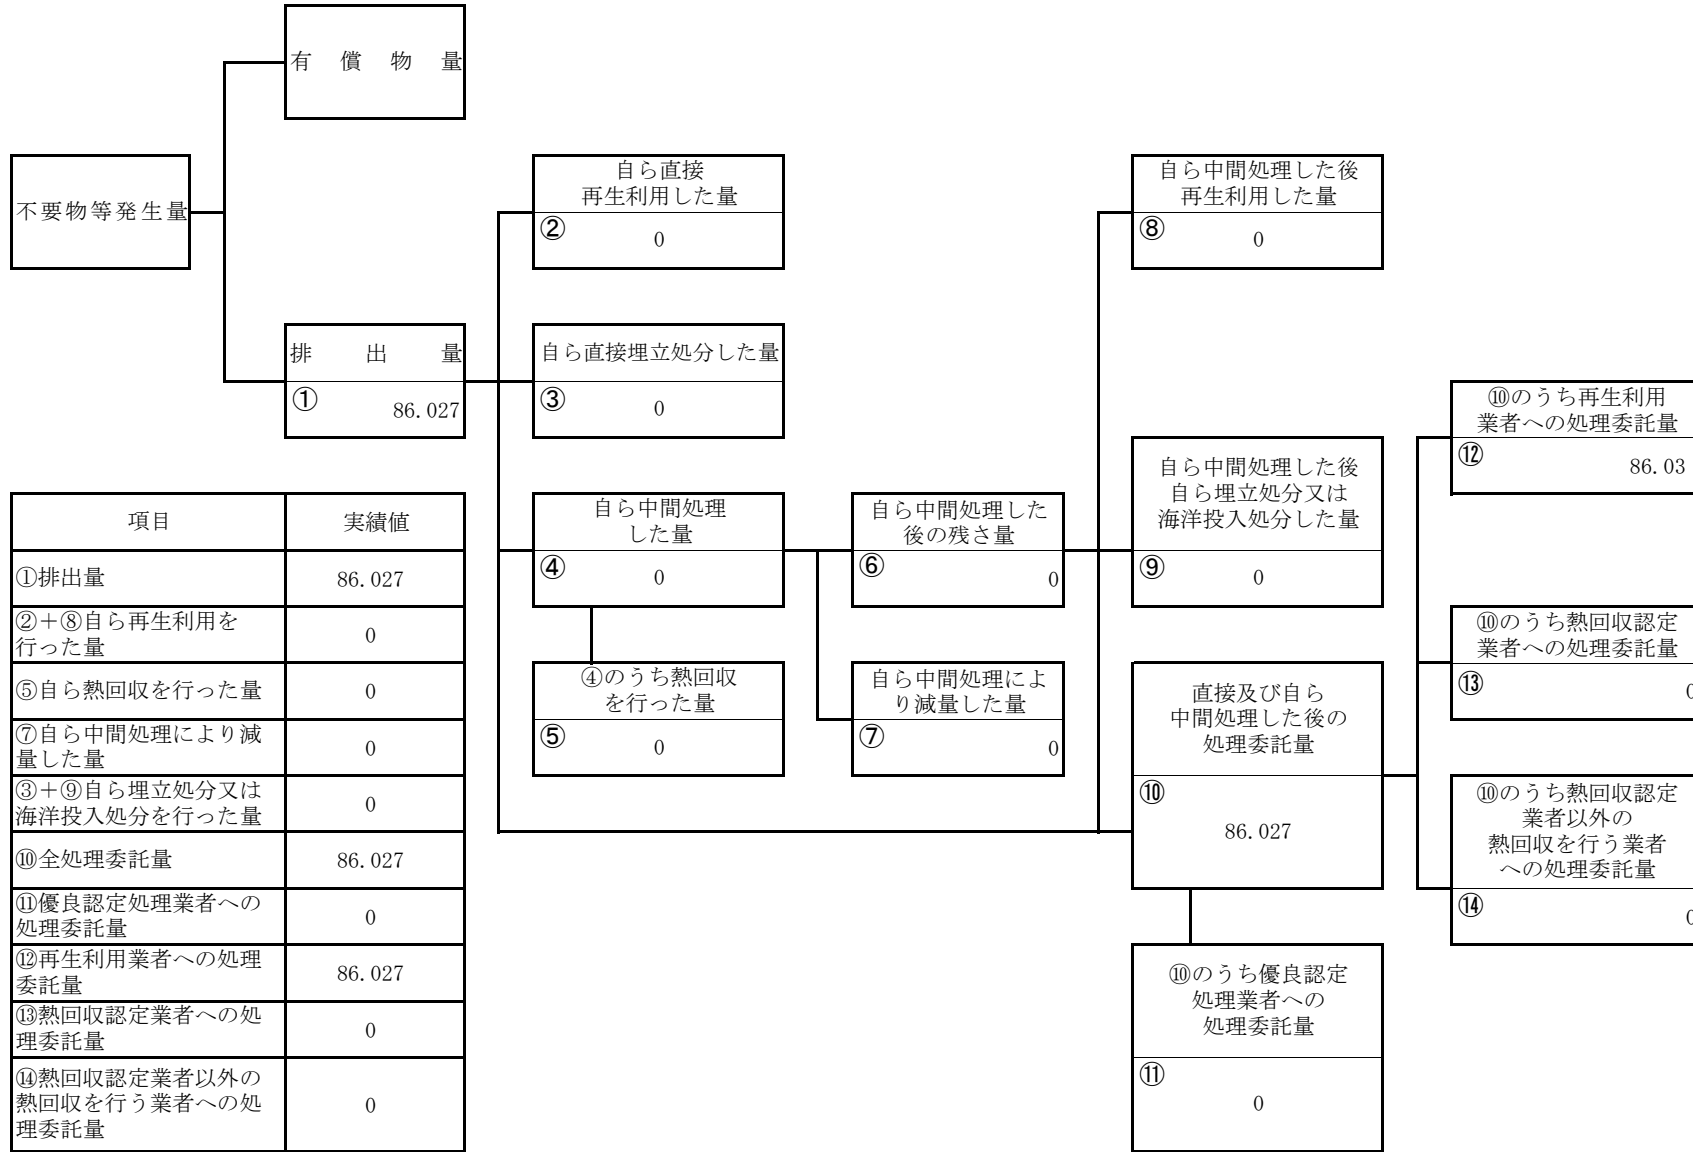 有償物量
不要物等発生量
自ら直接
再生利用した量
②
0
自ら中間処理した後
再生利用した量
⑧
0
排出量
①
86.027
自ら直接埋立処分した量
③
0
⑩のうち再生利用
業者への処理委託量
⑫
86.03
自ら中間処理した後
自ら埋立処分又は
海洋投入処分した量
⑨
0
自ら中間処理
した量
④
0
自ら中間処理した
後の残さ量
⑥
0
⑩のうち熱回収認定
業者への処理委託量
⑬
0
④のうち熱回収
を行った量
⑤
0
自ら中間処理によ
り減量した量
⑦
0
直接及び自ら
中間処理した後の
処理委託量
⑩
86.027
⑩のうち熱回収認定
業者以外の
熱回収を行う業者
への処理委託量
⑭
0
⑩のうち優良認定
処理業者への
処理委託量
⑪
0
項目 実績値
①排出量 86.027
②+⑧自ら再生利用を
行った量 0
⑤自ら熱回収を行った量 0
⑦自ら中間処理により減
量した量 0
③+⑨自ら埋立処分又は
海洋投入処分を行った量 0
⑩全処理委託量 86.027
⑪優良認定処理業者への
処理委託量 0
⑫再生利用業者への処理
委託量 86.027
⑬熱回収認定業者への処
理委託量 0
⑭熱回収認定業者以外の
熱回収を行う業者への処
理委託量 0